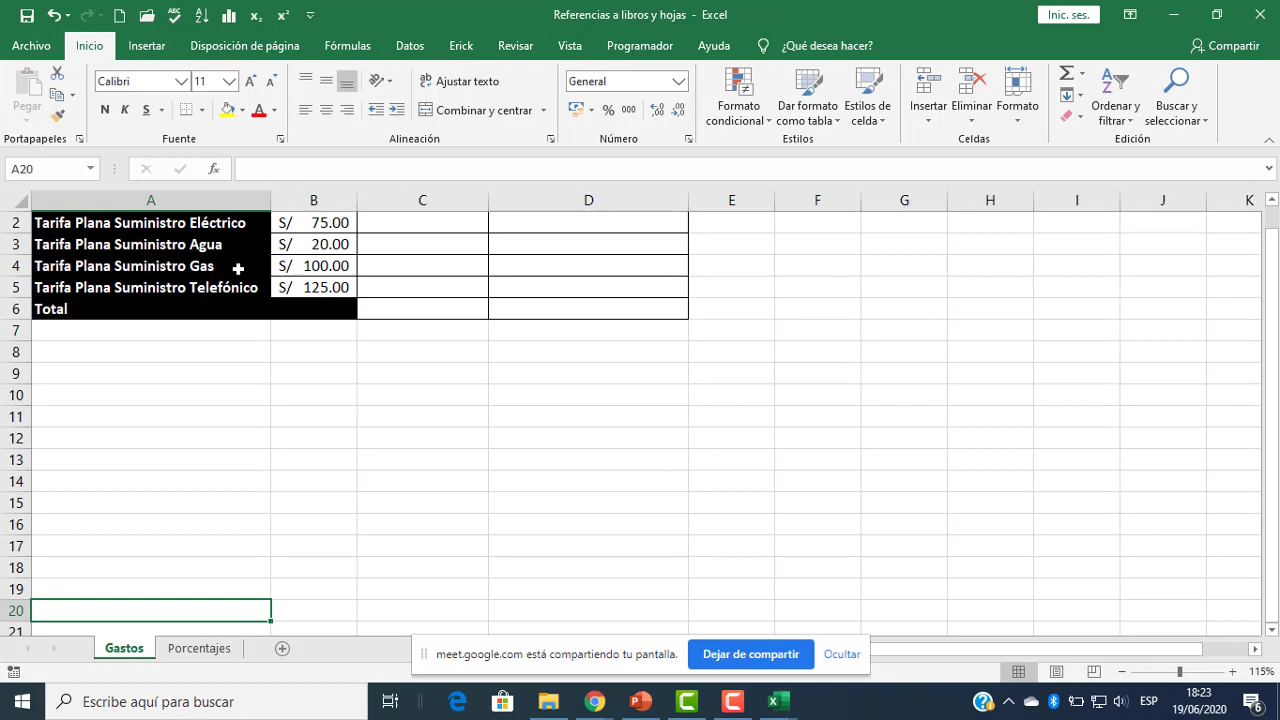 Referencias a libros y hojas - Excel
Inic. ses.
Archivo Inicio Insertar Disposición de página Fórmulas Datos Erick Revisar Vista Programador Ayuda ¿Qué desea hacer? Compartir
Pegar
Calibri 11
N K S
Ajustar texto
Combinar y centrar
General
% 000
Formato condicional
Dar formato como tabla
Estilos de celda
Insertar Eliminar Formato
Ordenar y filtrar
Buscar y seleccionar
Portapapeles Fuente Alineación Número Estilos Celdas Edición
A20 fx
A B C D E F G H I J K
2 Tarifa Plana Suministro Eléctrico S/ 75.00
3 Tarifa Plana Suministro Agua S/ 20.00
4 Tarifa Plana Suministro Gas S/ 100.00
5 Tarifa Plana Suministro Telefónico S/ 125.00
6 Total
7
8
9
10
11
12
13
14
15
16
17
18
19
20
21
Gastos Porcentajes
meet.google.com está compartiendo tu pantalla. Dejar de compartir Ocultar
115%
Escribe aquí para buscar
ESP
18:23
19/06/2020
6